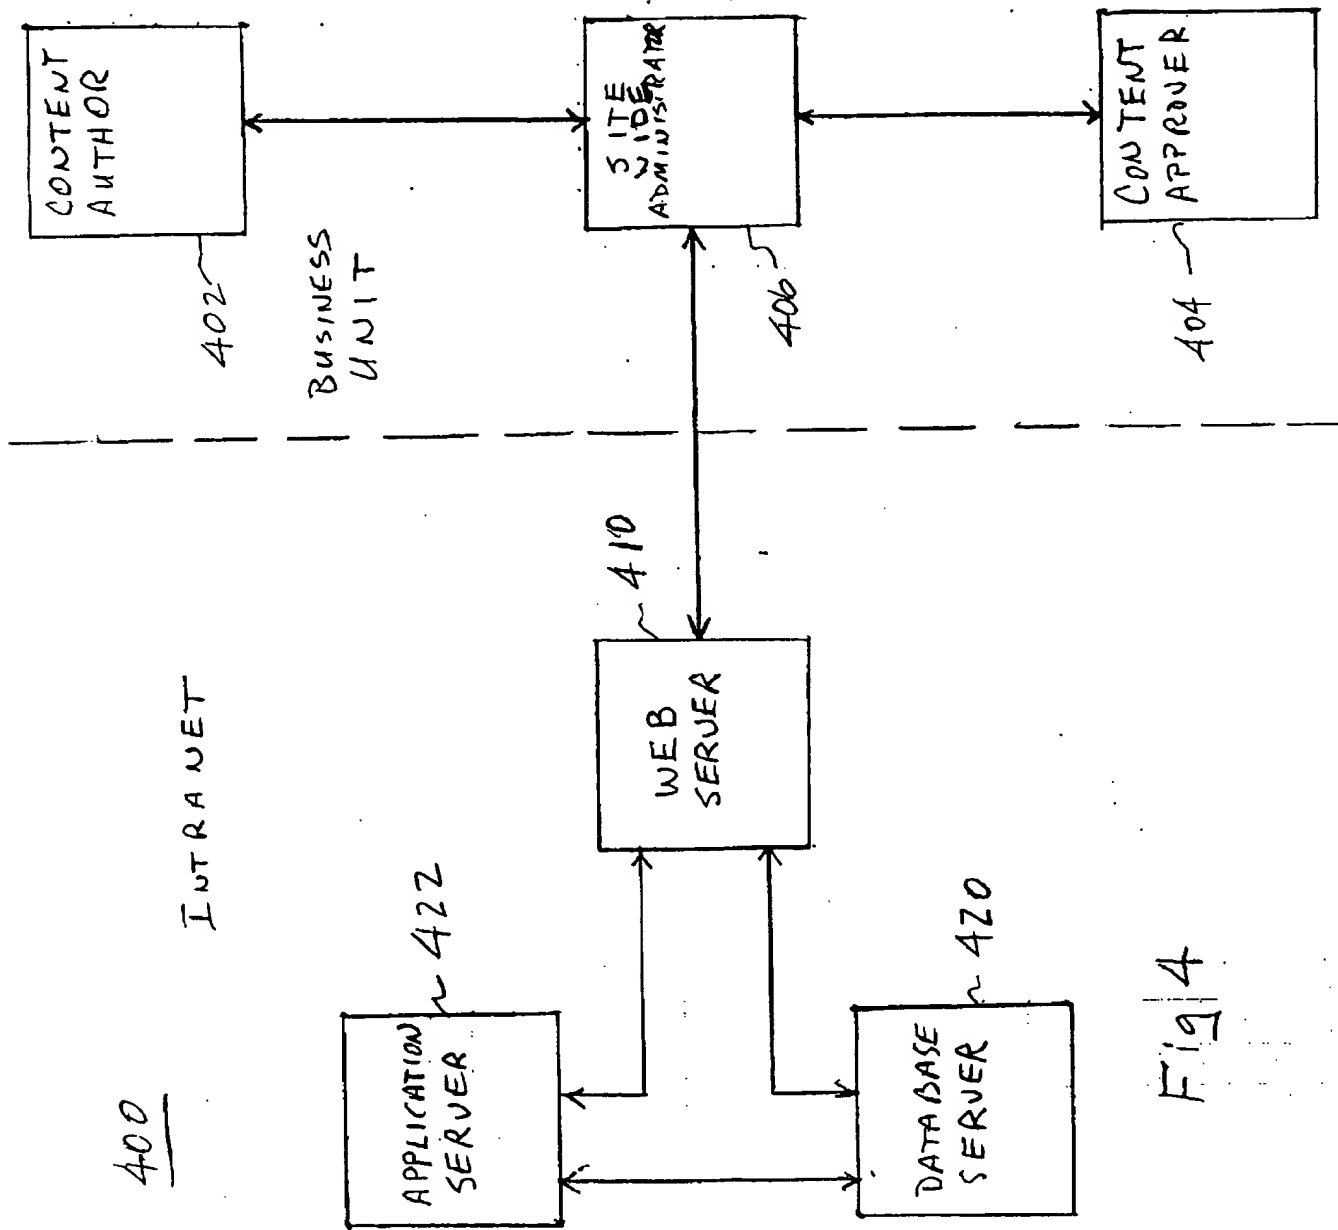 400
INTRANET
CONTENT
AUTHOR
402
BUSINESS
UNIT
APPLICATION
SERVER
422
WEB
SERVER
410
SITE
WIDE
ADMINISTRATOR
406
DATABASE
SERVER
420
CONTENT
APPROVER
404
Fig 4